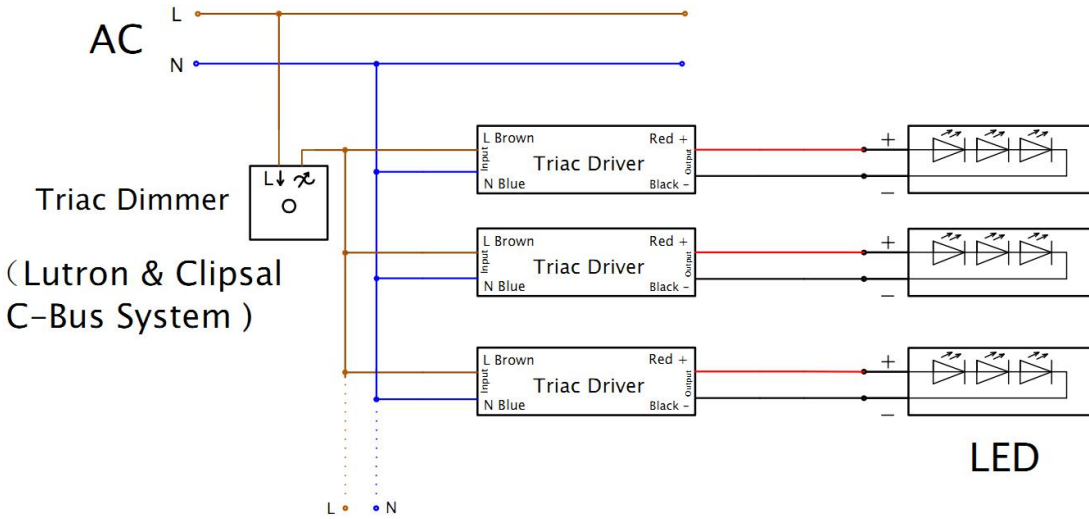 L
AC
N
L Brown
Red +
Input
Triac Driver
Output
N Blue
Black -
+
−
L
Triac Dimmer
(Lutron & Clipsal
C-Bus System )
L Brown
Red +
Input
Triac Driver
Output
N Blue
Black -
+
−
L Brown
Red +
Input
Triac Driver
Output
N Blue
Black -
+
−
LED
L
N